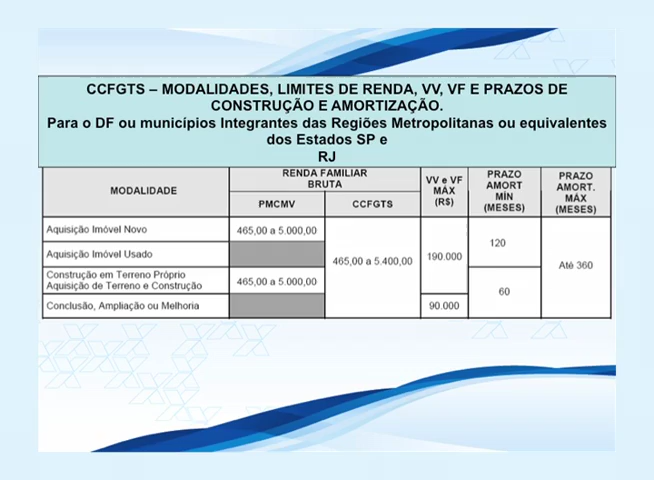 CCFGTS – MODALIDADES, LIMITES DE RENDA, VV, VF E PRAZOS DE
CONSTRUÇÃO E AMORTIZAÇÃO.
Para o DF ou municípios Integrantes das Regiões Metropolitanas ou equivalentes
dos Estados SP e
RJ
MODALIDADE
RENDA FAMILIAR
BRUTA
PMCMV
CCFGTS
VV e VF
MÁX
(R$)
PRAZO
AMORT
MÍN
(MESES)
PRAZO
AMORT.
MÁX
(MESES)
Aquisição Imóvel Novo
465,00 a 5.000,00
Aquisição Imóvel Usado
Construção em Terreno Próprio
Aquisição de Terreno e Construção
465,00 a 5.000,00
Conclusão, Ampliação ou Melhoria
465,00 a 5.400,00
190.000
90.000
120
60
Até 360